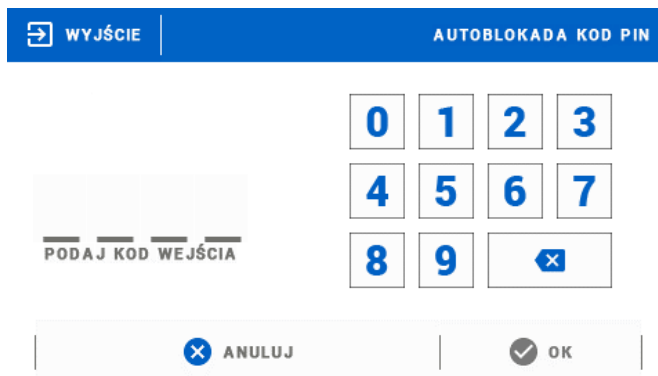 WYJŚCIE
AUTOBLOKADA KOD PIN
0 1 2 3
4 5 6 7
8 9
PODAJ KOD WEJŚCIA
ANULUJ
OK